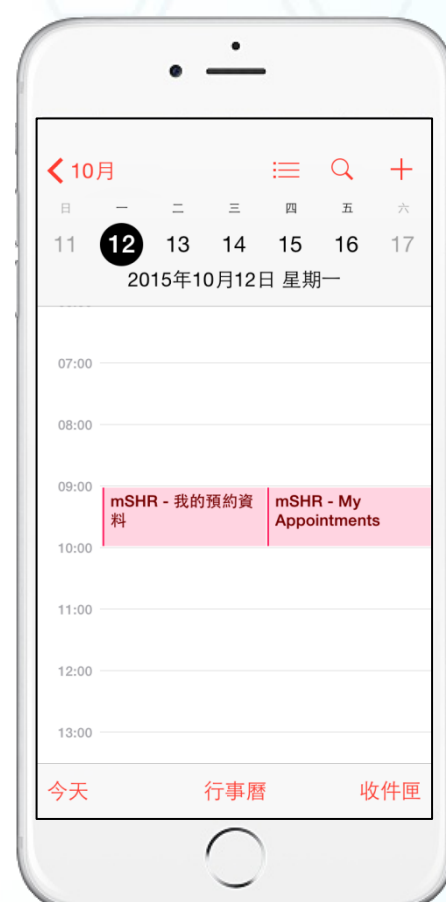 10月
日 一 二 三 四 五 六
11 12 13 14 15 16 17
2015年10月12日 星期一
07:00
08:00
09:00
mSHR - 我的預約資
料
mSHR - My
Appointments
10:00
11:00
12:00
13:00
今天 行事曆 收件匣